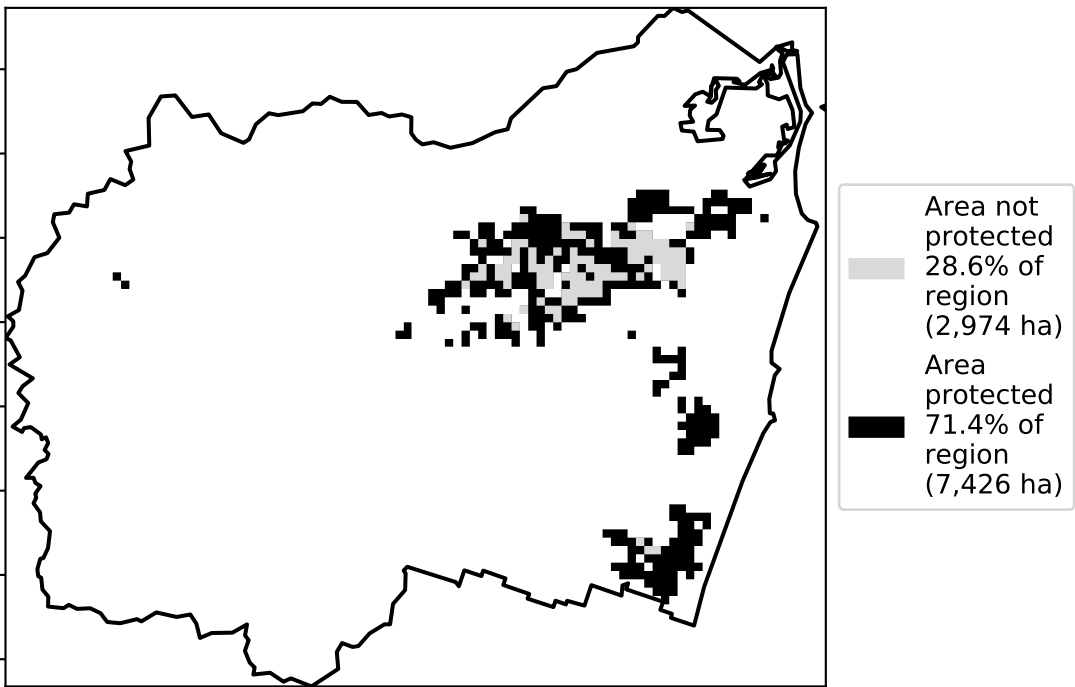 Area not
protected
28.6% of
region
(2,974 ha)
Area
protected
71.4% of
region
(7,426 ha)